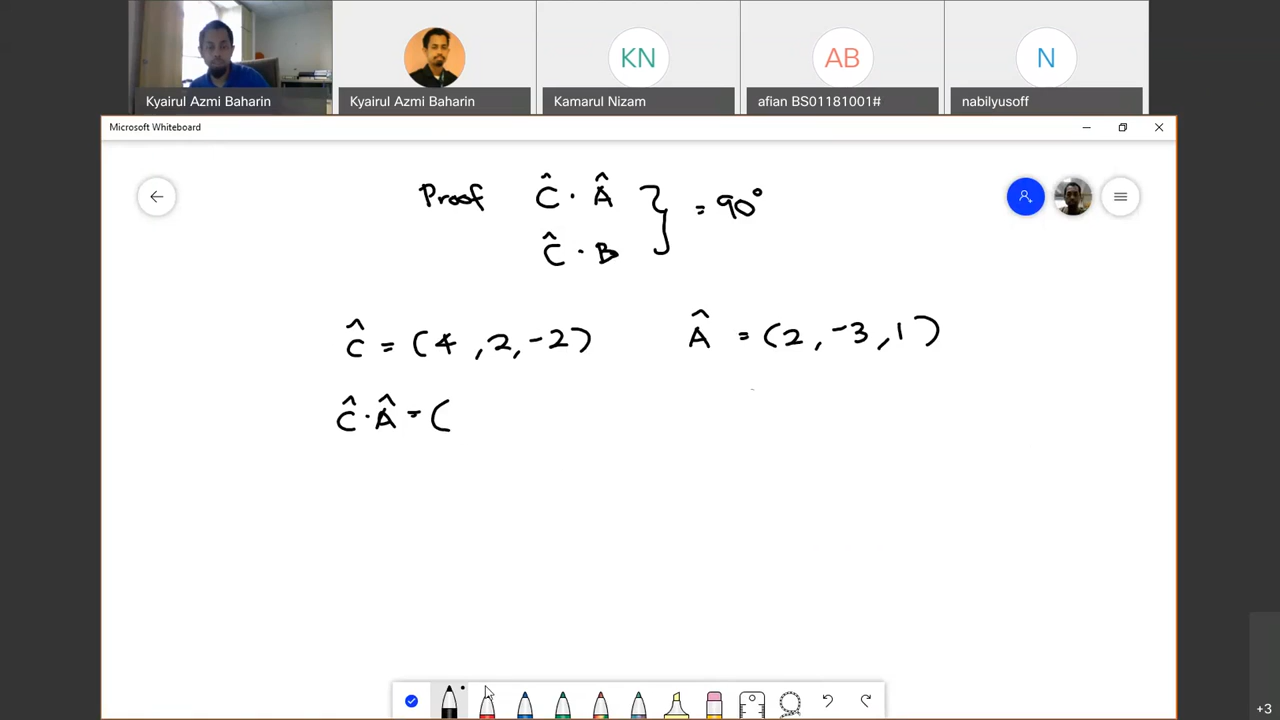 KN AB N
Kyairul Azmi Baharin Kyairul Azmi Baharin Kamarul Nizam afian BS01181001# nabilyusoff
Microsoft Whiteboard
Proof Ĉ · Â } = 90°
Ĉ · B
Ĉ = (4, 2, -2) Â = (2, -3, 1)
Ĉ · Â = (
+3